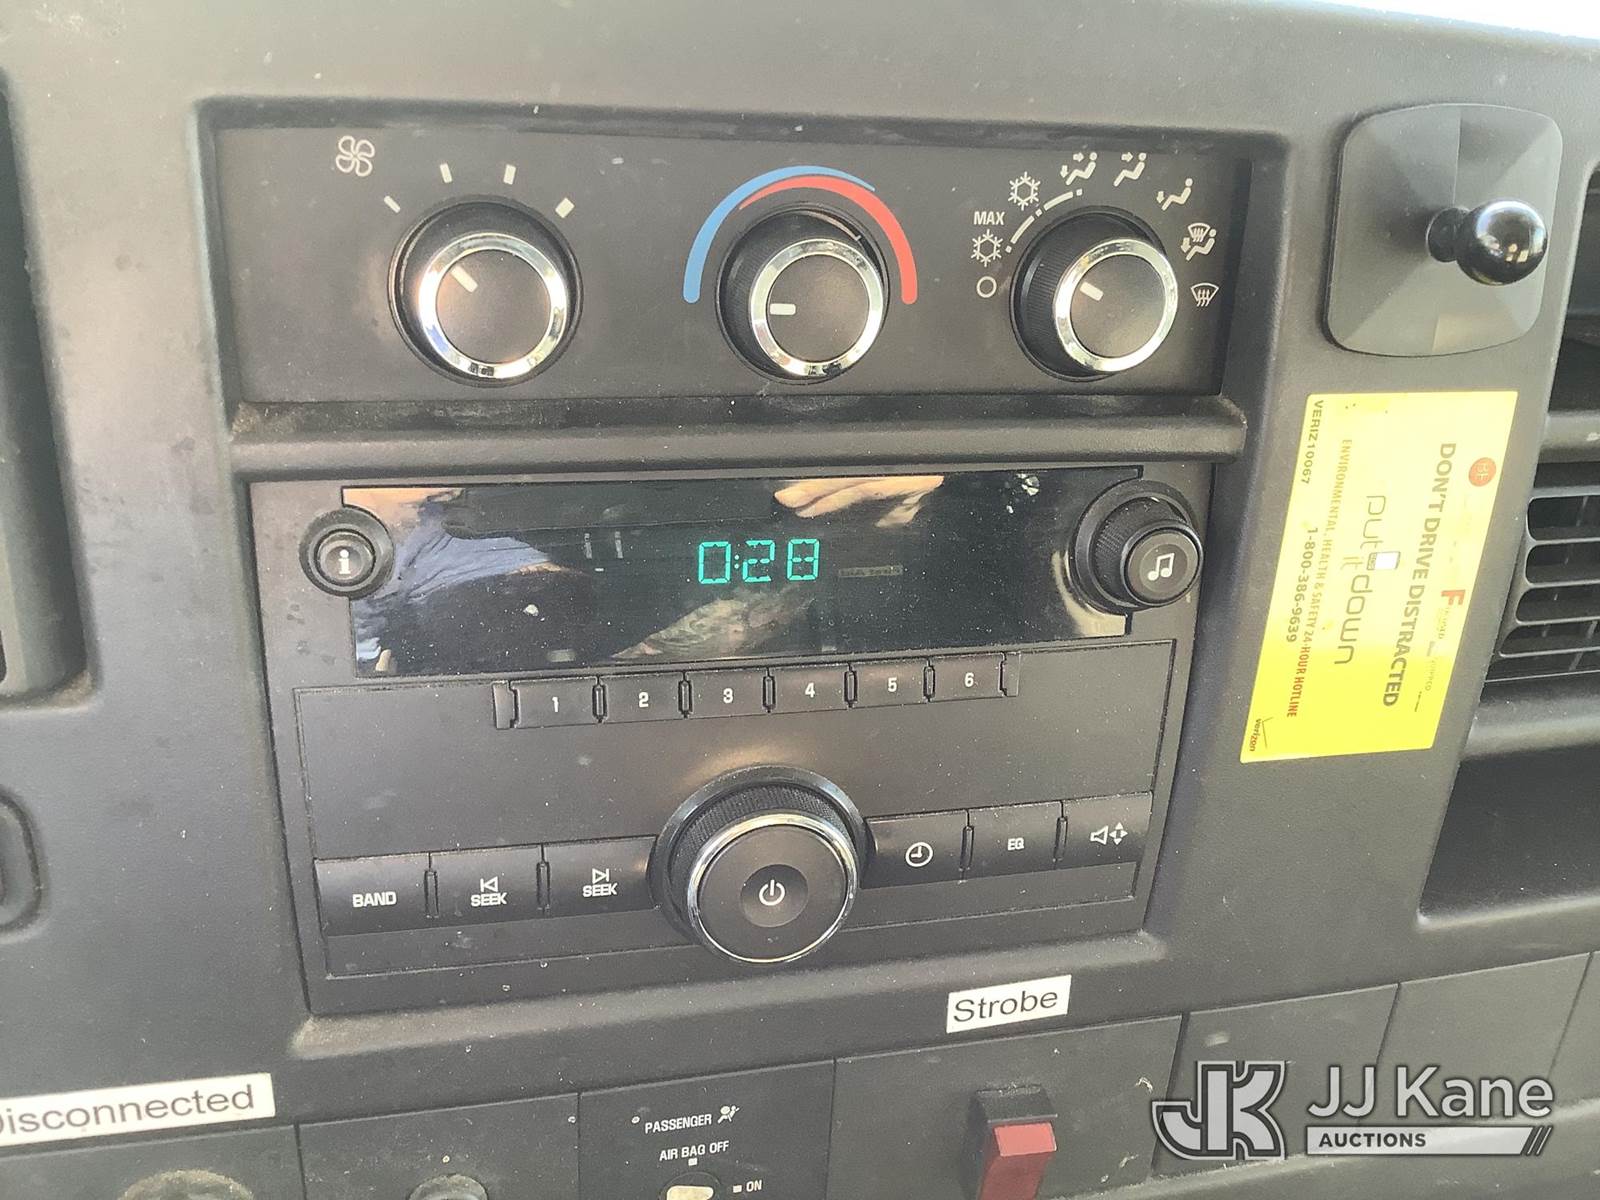 MAX
i
0:28
1 2 3 4 5 6
BAND
SEEK
SEEK
EQ
Strobe
Disconnected
PASSENGER
AIR BAG OFF
ON
DON'T DRIVE DISTRACTED
put it down
ENVIRONMENTAL, HEALTH & SAFETY 24-HOUR HOTLINE
1-800-386-9639
VERIZ10067
verizon
JK
JJ Kane
AUCTIONS